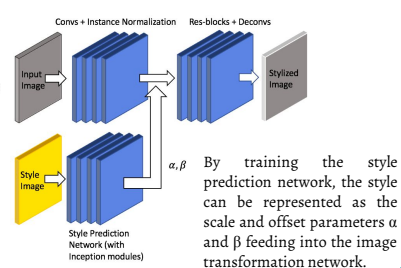 Convs + Instance Normalization
Res-blocks + Deconvs
Input
Image
Stylized
Image
Style
Image
α, β
Style Prediction
Network (with
Inception modules)
By training the style
prediction network, the style
can be represented as the
scale and offset parameters α
and β feeding into the image
transformation network.